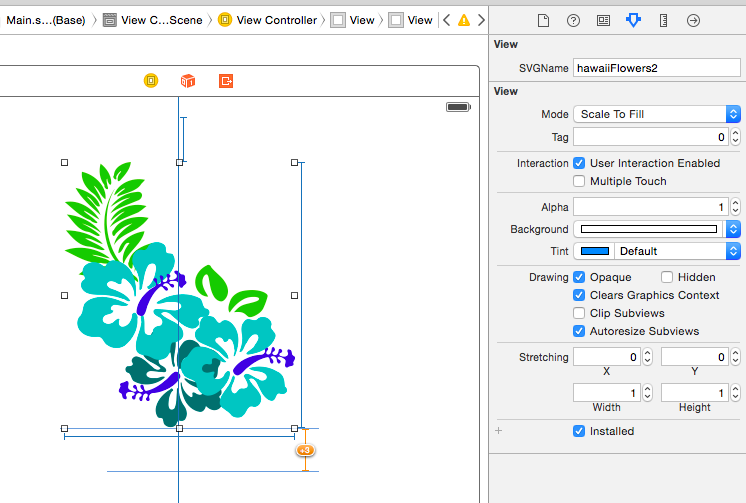 Main.s...(Base) View C...Scene View Controller View View
View
SVGName hawaiiFlowers2
View
Mode Scale To Fill
Tag 0
Interaction User Interaction Enabled
Multiple Touch
Alpha 1
Background
Tint Default
Drawing Opaque Hidden
Clears Graphics Context
Clip Subviews
Autoresize Subviews
Stretching 0 0
X Y
1 1
Width Height
+ Installed
+3